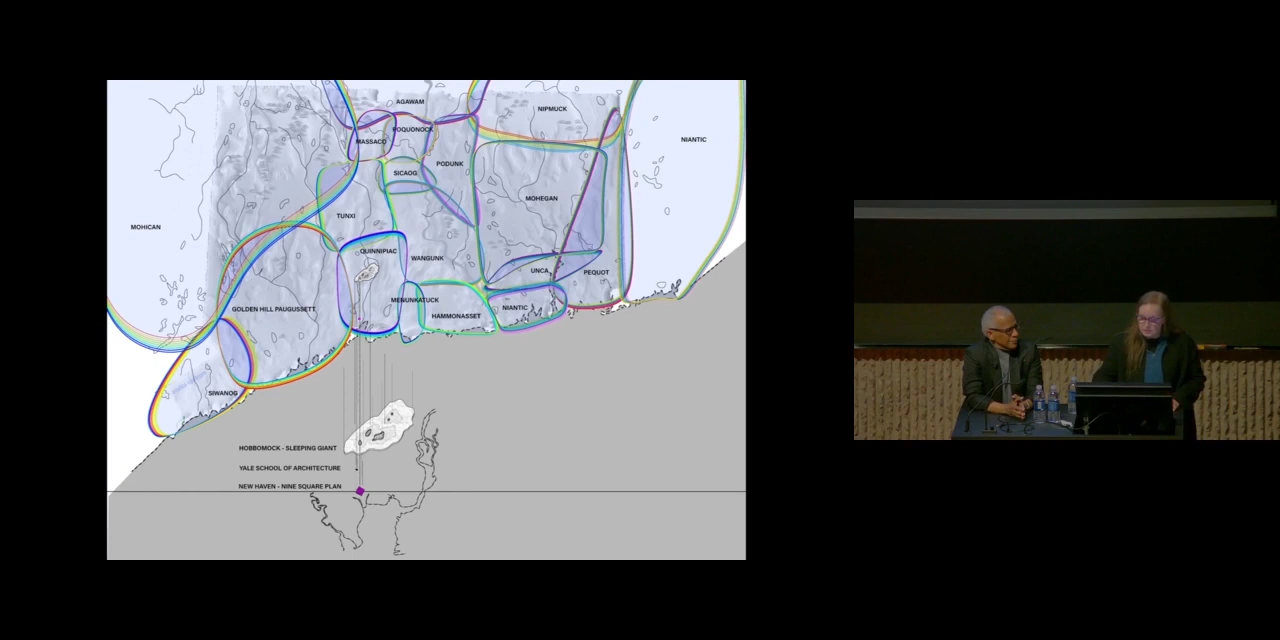 AGAWAM
NIPMUCK
POQUONOCK
MASSACO
NIANTIC
PODUNK
SICAOG
MOHEGAN
TUNXI
MOHICAN
QUINNIPIAC
WANGUNK
UNCA
PEQUOT
MENUNKATUCK
GOLDEN HILL PAUGUSSETT
NIANTIC
HAMMONASSET
SIWANOG
HOBBOMOCK - SLEEPING GIANT
YALE SCHOOL OF ARCHITECTURE
NEW HAVEN - NINE SQUARE PLAN